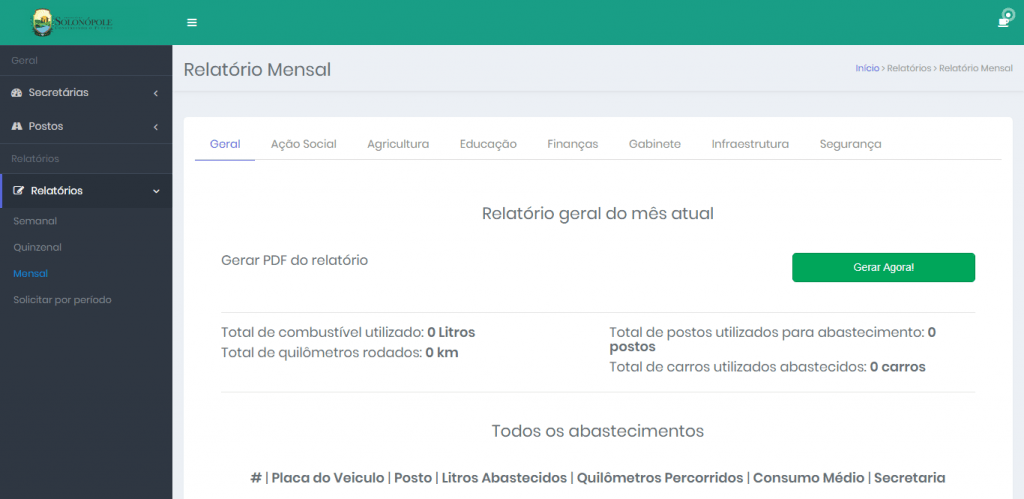 SOLONÓPOLE
Relatório Mensal
Início > Relatórios > Relatório Mensal
Geral
Secretárias
Postos
Relatórios
Relatórios
Semanal
Quinzenal
Mensal
Solicitar por período
Geral Ação Social Agricultura Educação Finanças Gabinete Infraestrutura Segurança
Relatório geral do mês atual
Gerar PDF do relatório
Gerar Agora!
Total de combustível utilizado: 0 Litros
Total de quilômetros rodados: 0 km
Total de postos utilizados para abastecimento: 0
postos
Total de carros utilizados abastecidos: 0 carros
Todos os abastecimentos
# | Placa do Veiculo | Posto | Litros Abastecidos | Quilômetros Percorridos | Consumo Médio | Secretaria